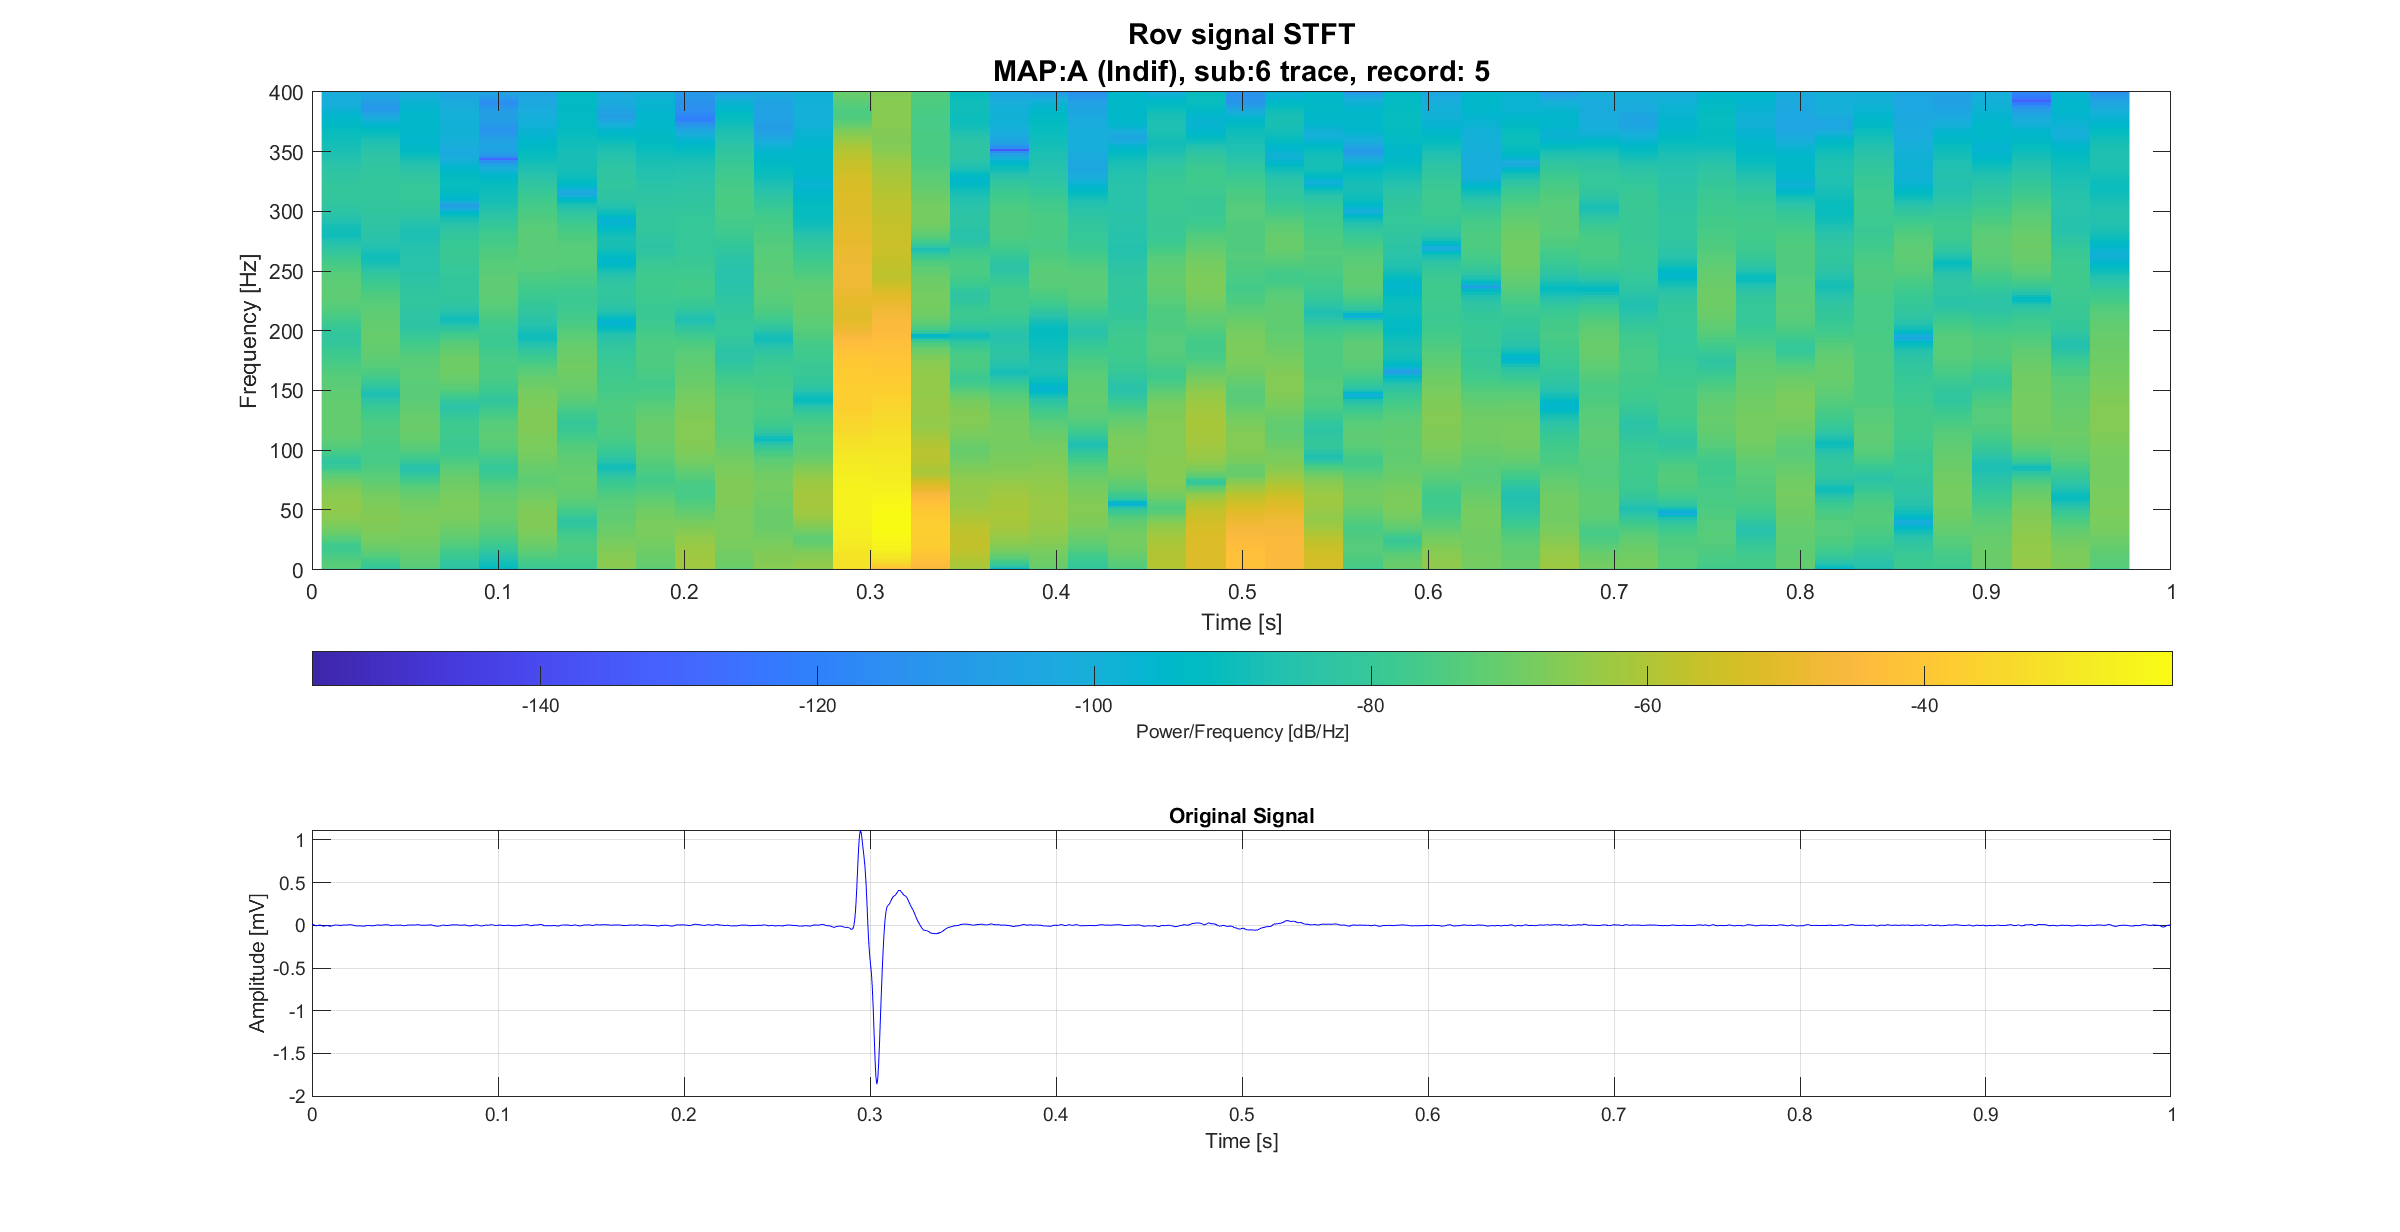 Rov signal STFT
MAP:A (Indif), sub:6 trace, record: 5
400
350
300
250
200
150
100
50
0
Frequency [Hz]
0 0.1 0.2 0.3 0.4 0.5 0.6 0.7 0.8 0.9 1
Time [s]
-140 -120 -100 -80 -60 -40
Power/Frequency [dB/Hz]
Original Signal
1
0.5
0
-0.5
-1
-1.5
-2
Amplitude [mV]
0 0.1 0.2 0.3 0.4 0.5 0.6 0.7 0.8 0.9 1
Time [s]